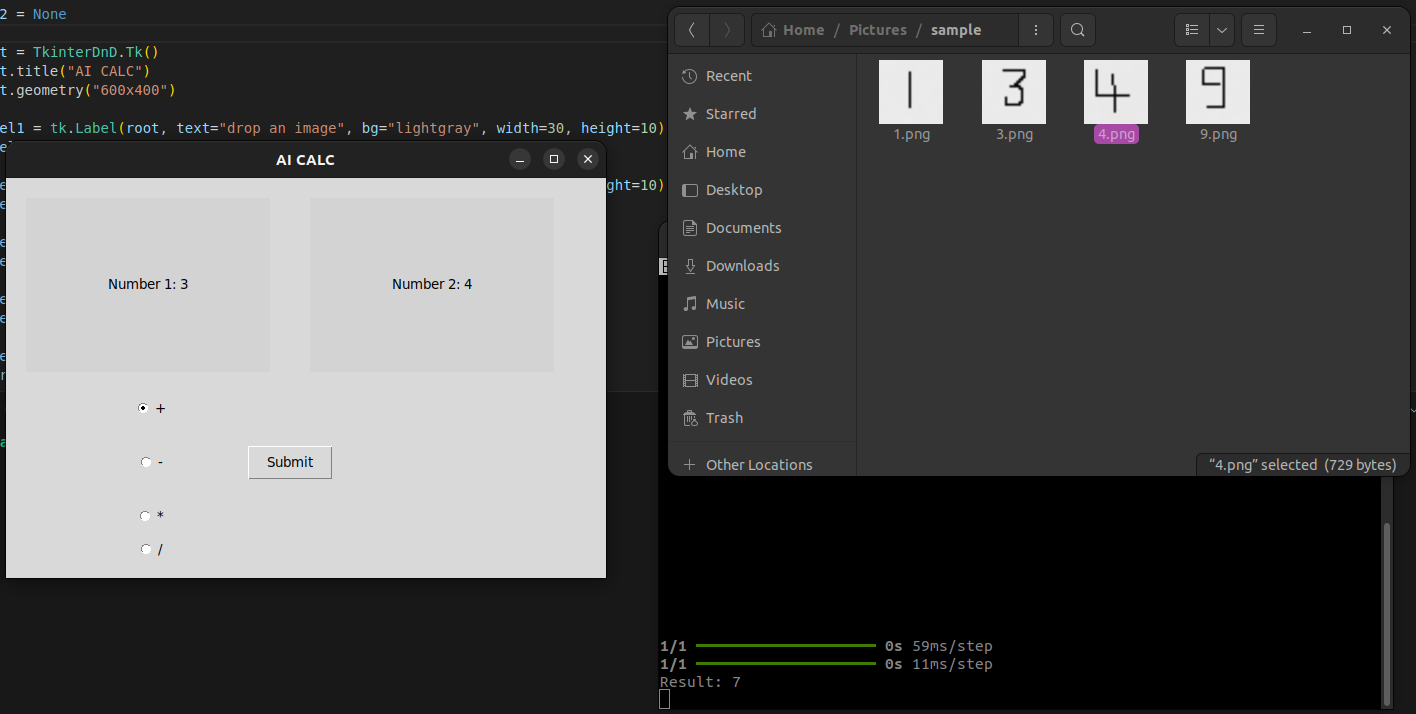 2 = None
t = TkinterDnD.Tk()
t.title("AI CALC")
t.geometry("600x400")
el1 = tk.Label(root, text="drop an image", bg="lightgray", width=30, height=10)
ght=10)
AI CALC
Number 1: 3
Number 2: 4
+
-
Submit
*
/
Home / Pictures / sample
Recent
Starred
Home
Desktop
Documents
Downloads
Music
Pictures
Videos
Trash
Other Locations
1
3
4
9
1.png
3.png
4.png
9.png
“4.png” selected (729 bytes)
1/1 0s 59ms/step
1/1 0s 11ms/step
Result: 7